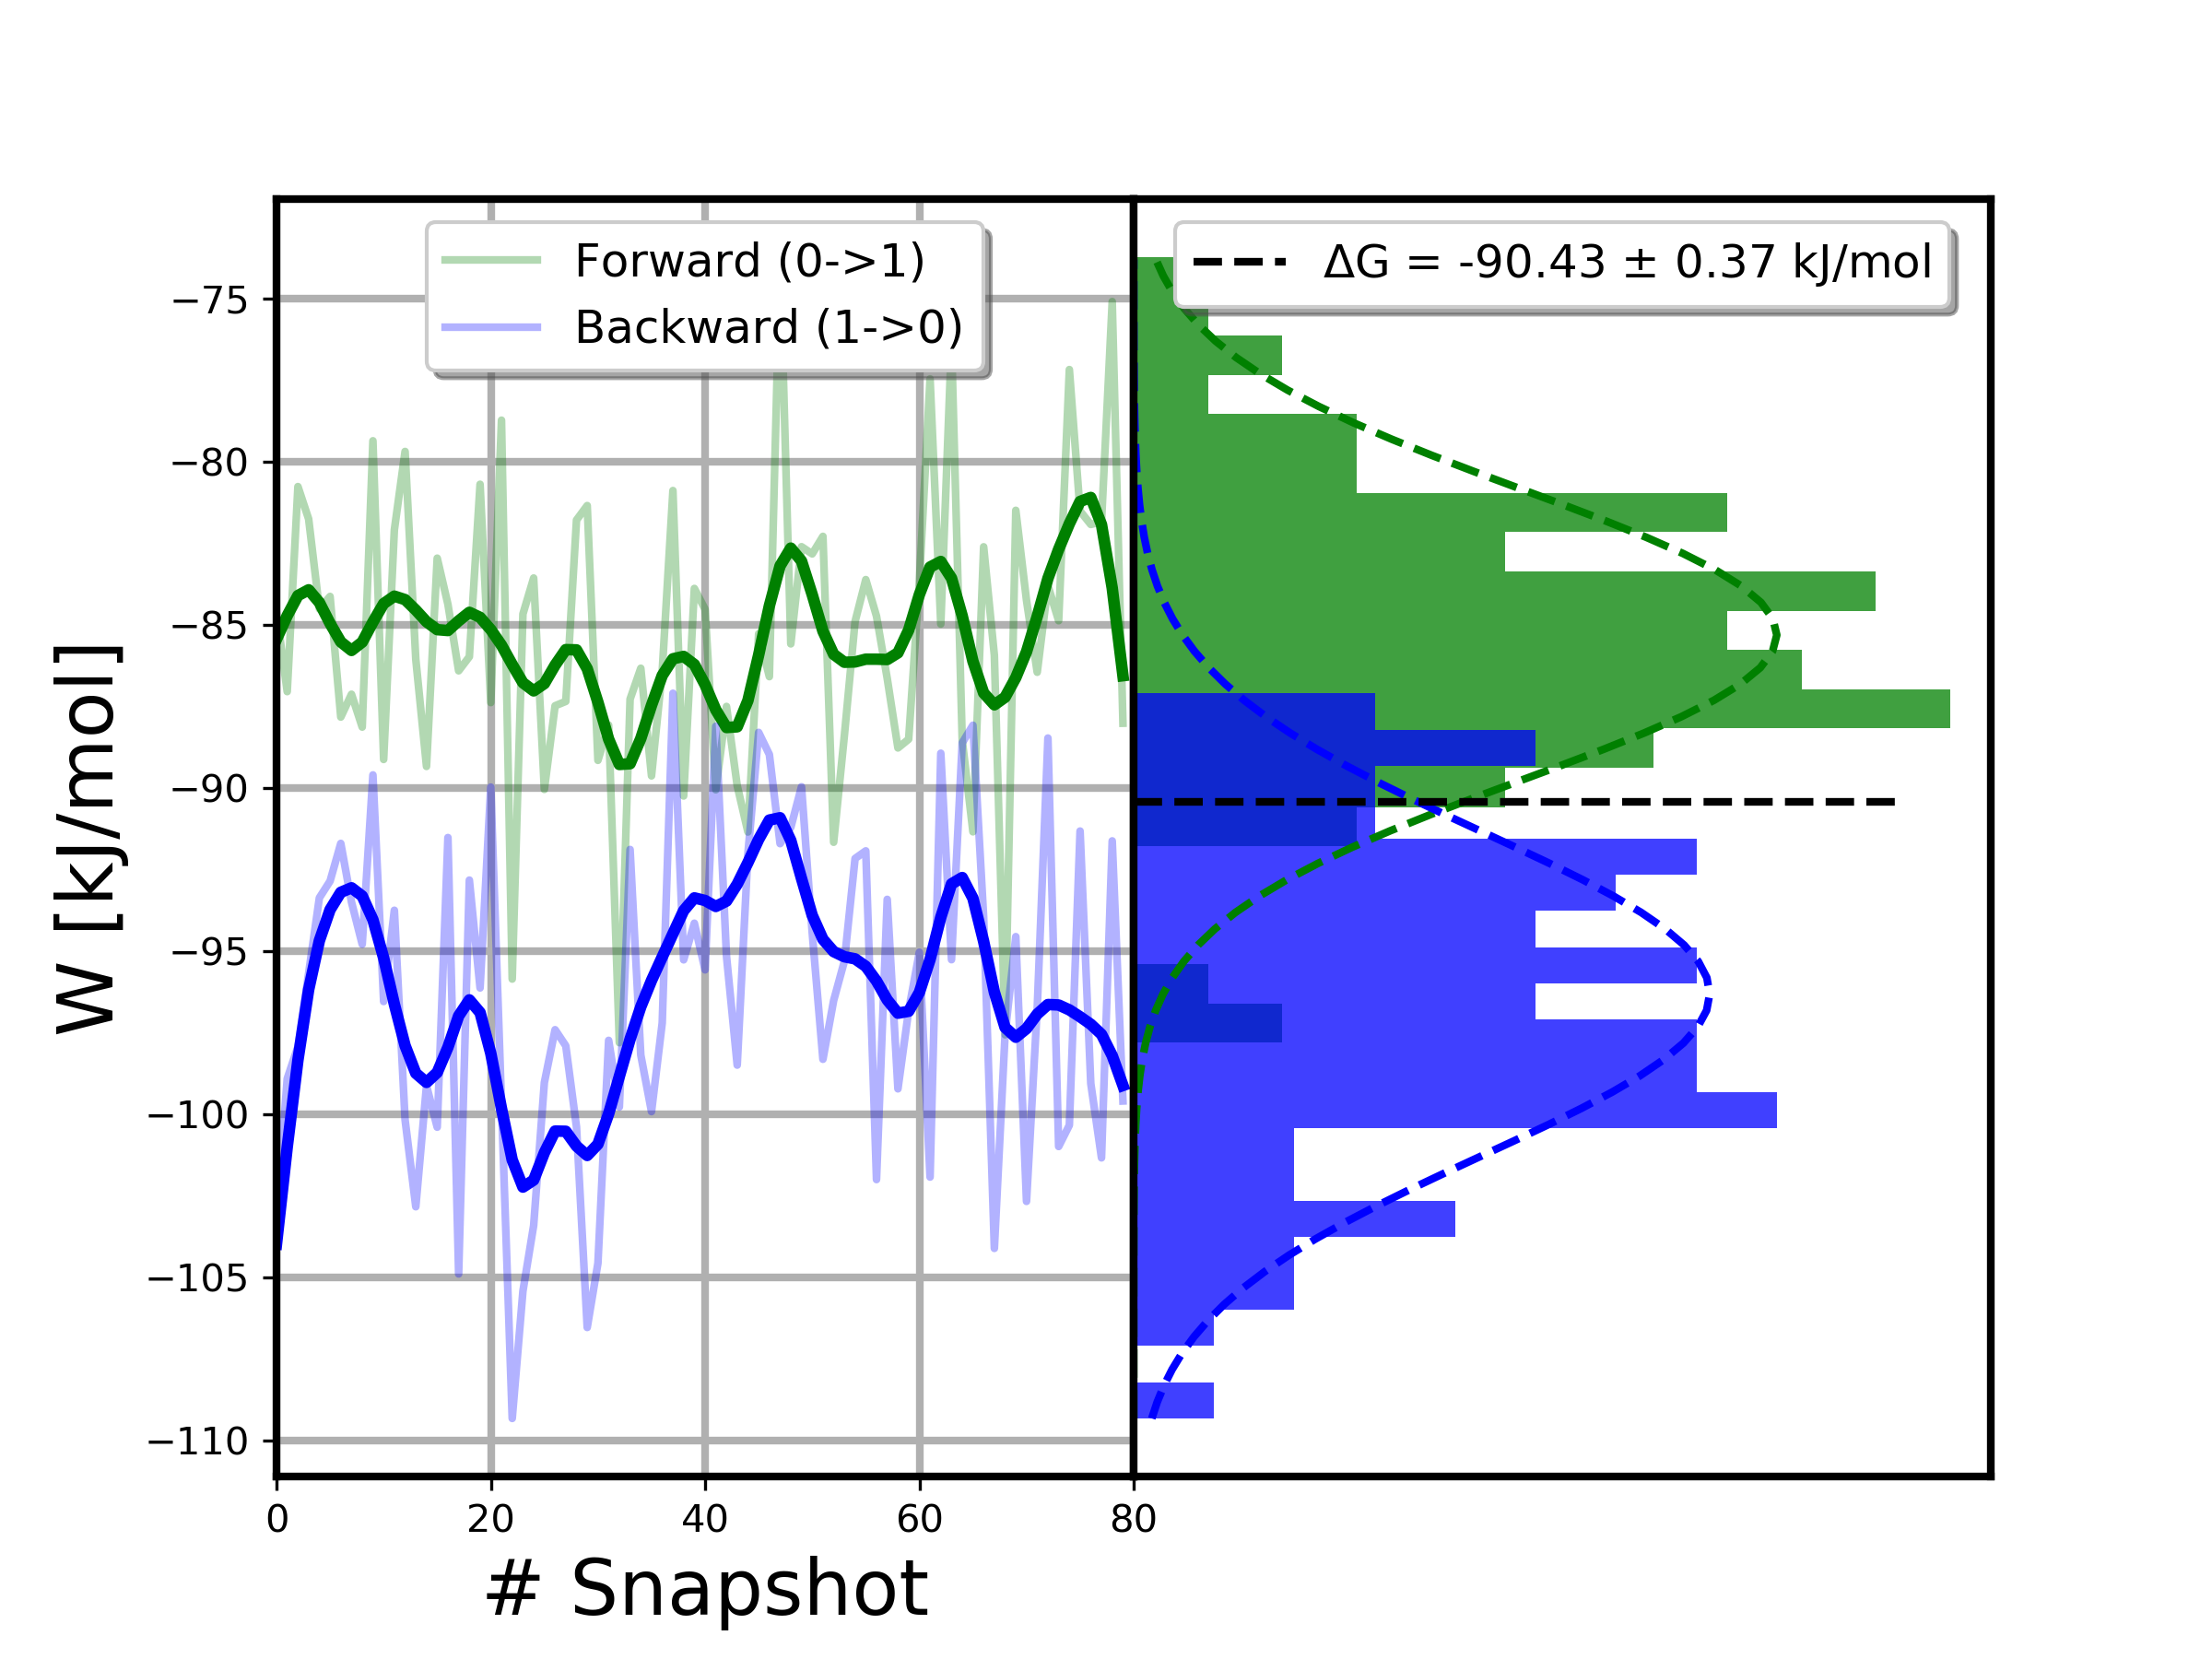 Forward (0->1)
Backward (1->0)
ΔG = -90.43 ± 0.37 kJ/mol
W [kJ/mol]
−75
−80
−85
−90
−95
−100
−105
−110
0 20 40 60 80
# Snapshot